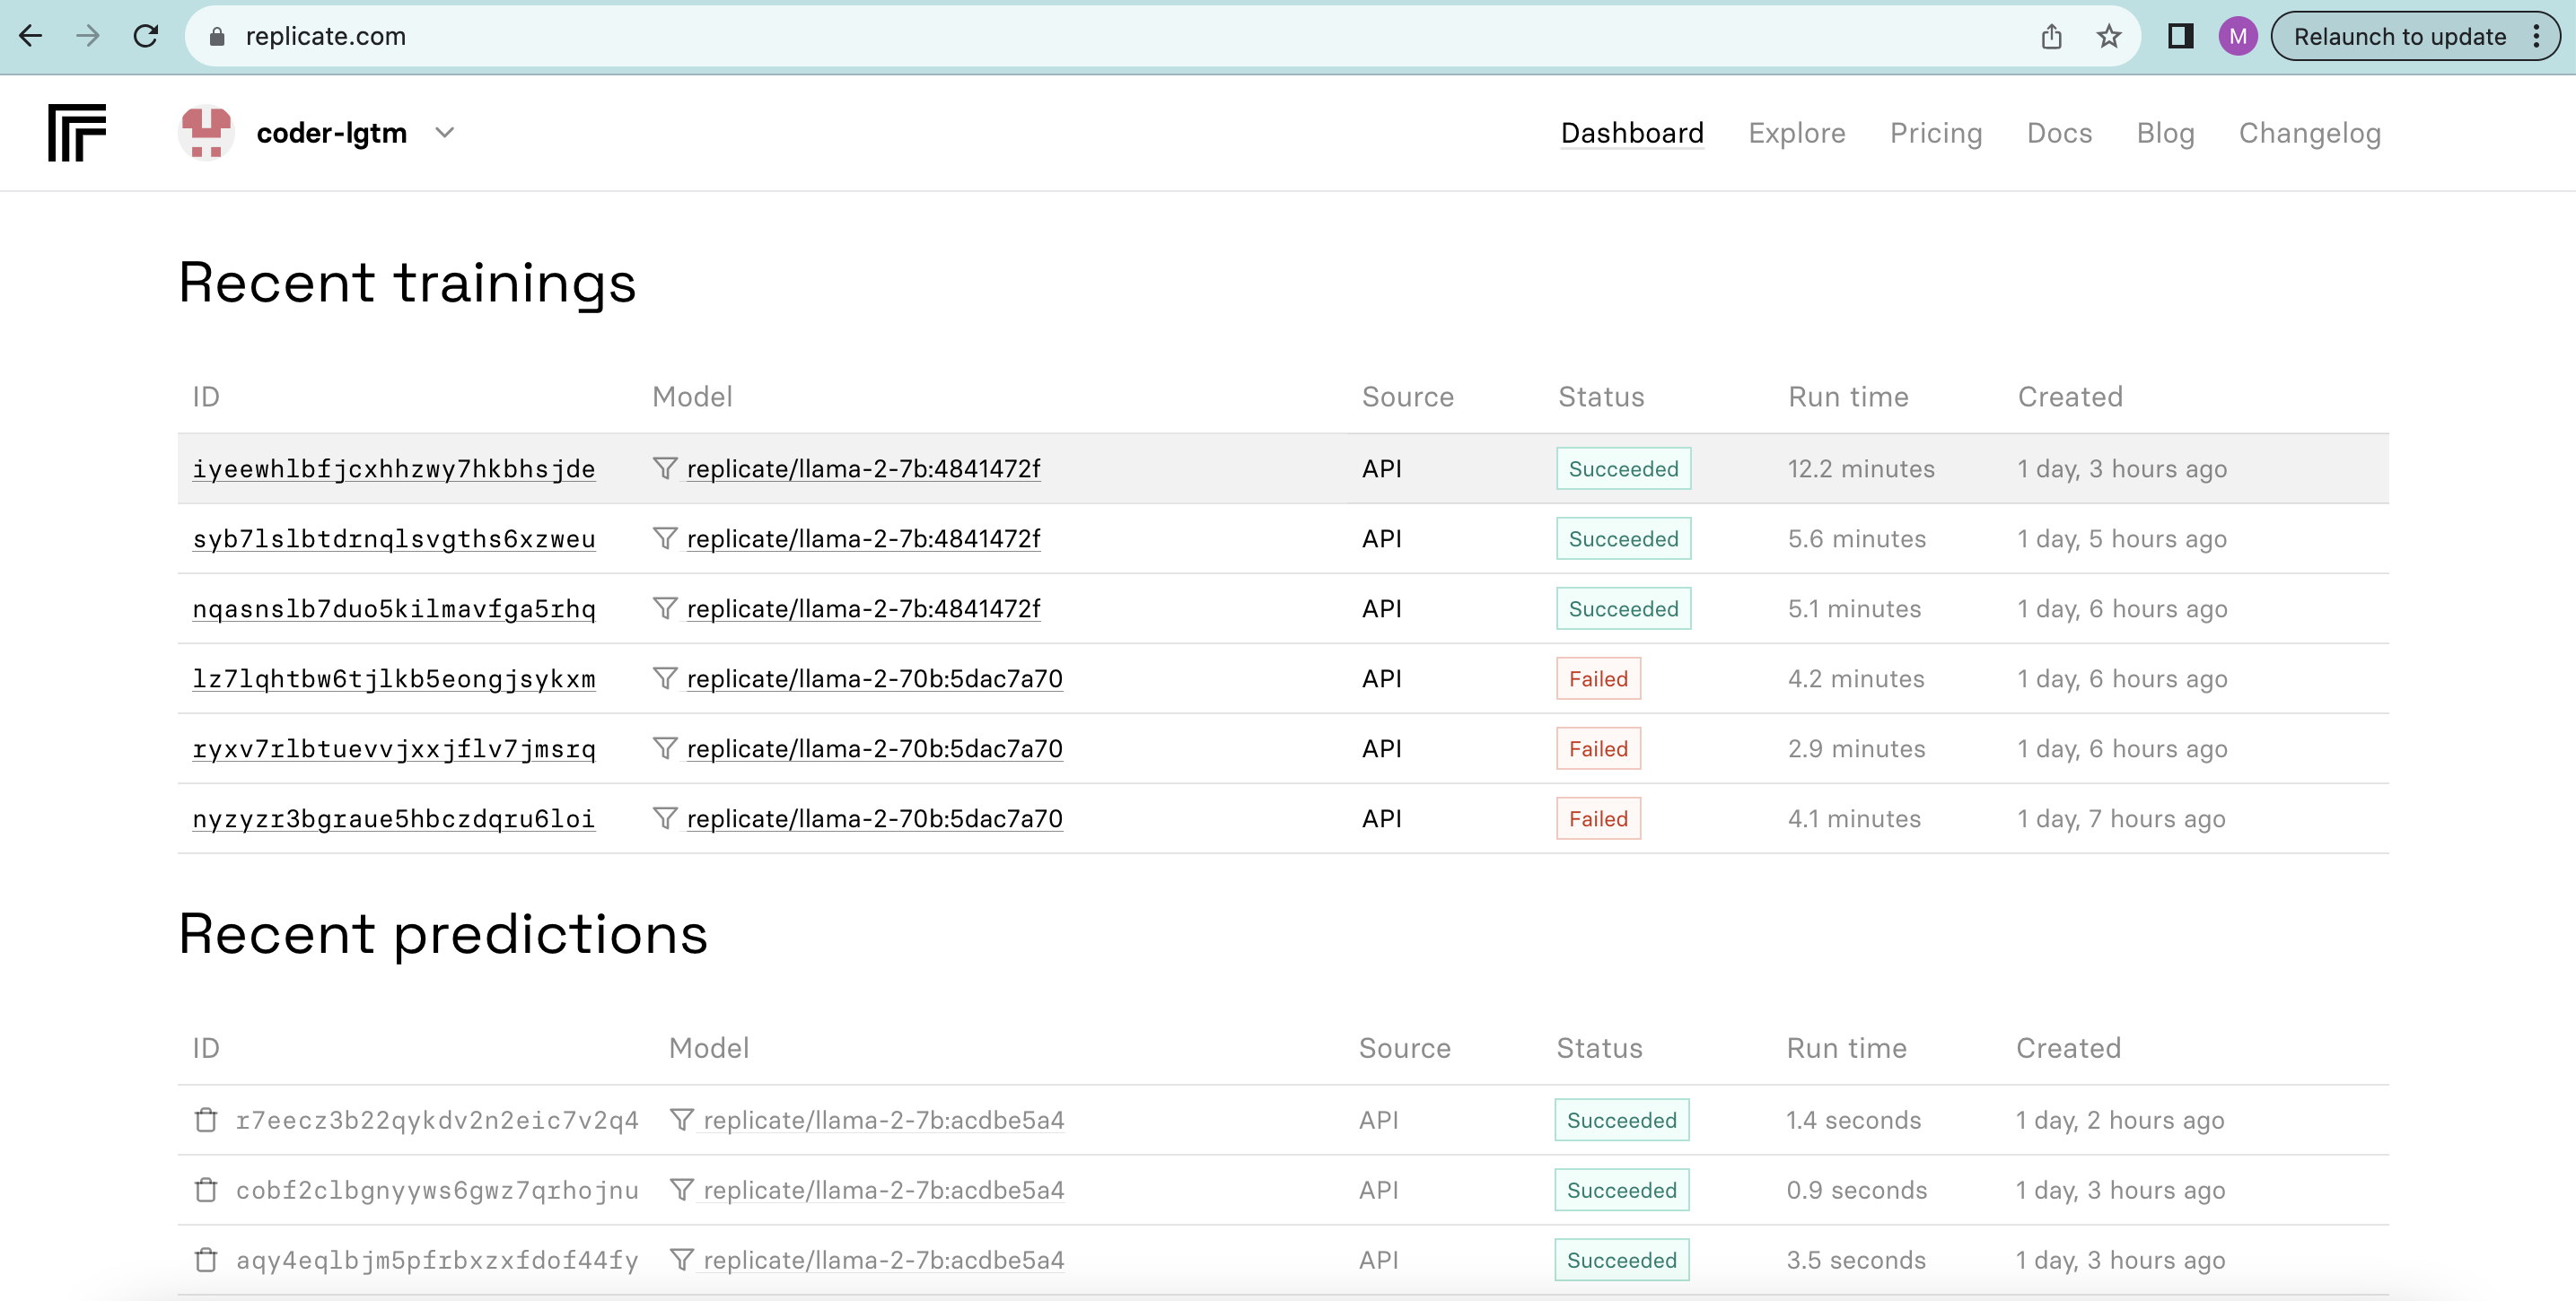 replicate.com
M
Relaunch to update
coder-lgtm
Dashboard Explore Pricing Docs Blog Changelog
Recent trainings
ID Model Source Status Run time Created
iyeewhlbfjcxhhzwy7hkbhsjde replicate/llama-2-7b:4841472f API Succeeded 12.2 minutes 1 day, 3 hours ago
syb7lslbtdrnqlsvgths6xzweu replicate/llama-2-7b:4841472f API Succeeded 5.6 minutes 1 day, 5 hours ago
nqasnslb7duo5kilmavfga5rhq replicate/llama-2-7b:4841472f API Succeeded 5.1 minutes 1 day, 6 hours ago
lz7lqhtbw6tjlkb5eongjsykxm replicate/llama-2-70b:5dac7a70 API Failed 4.2 minutes 1 day, 6 hours ago
ryxv7rlbtuevvjxxjflv7jmsrq replicate/llama-2-70b:5dac7a70 API Failed 2.9 minutes 1 day, 6 hours ago
nyzyzr3bgraue5hbczdqru6loi replicate/llama-2-70b:5dac7a70 API Failed 4.1 minutes 1 day, 7 hours ago
Recent predictions
ID Model Source Status Run time Created
r7eecz3b22qykdv2n2eic7v2q4 replicate/llama-2-7b:acdbe5a4 API Succeeded 1.4 seconds 1 day, 2 hours ago
cobf2clbgnyyws6gwz7qrhojnu replicate/llama-2-7b:acdbe5a4 API Succeeded 0.9 seconds 1 day, 3 hours ago
aqy4eqlbjm5pfrbxzxfdof44fy replicate/llama-2-7b:acdbe5a4 API Succeeded 3.5 seconds 1 day, 3 hours ago